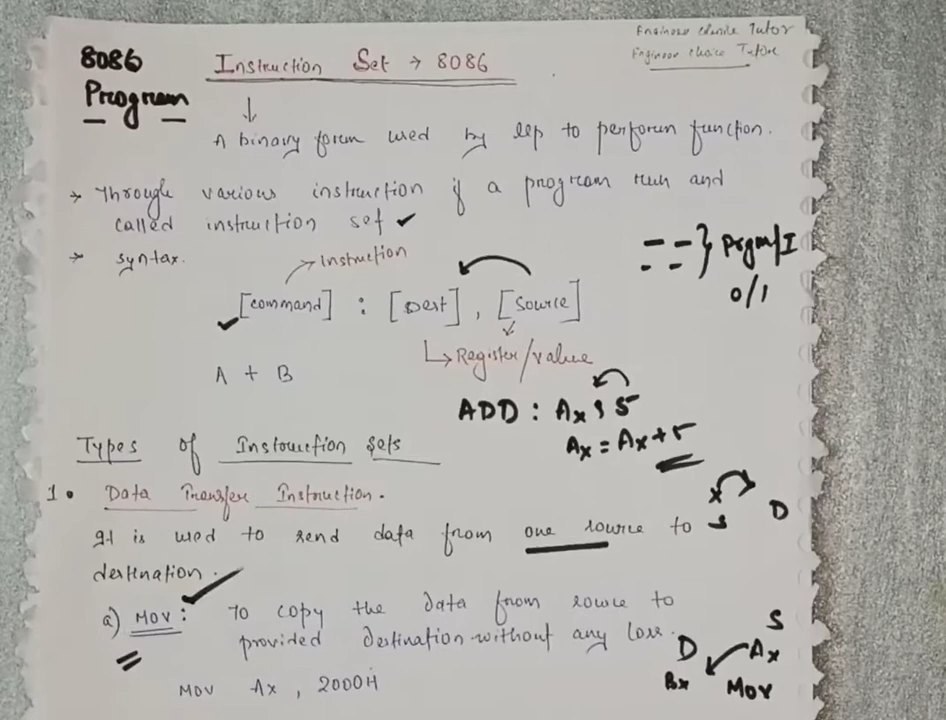 Engineers choice Tutor
Engineer choice Tutor
8086
Program
Instruction Set → 8086
↓
A binary form used by μp to perform function.
→ Through various instruction if a program run and
called instruction set ✓
→ syntax.
→ Instruction
-- -- } Prgm/I
0/1
[command] : [Dest] , [Source]
↳ Register/value
A + B
ADD : Ax , 5
Ax = Ax + 5
Types of Instruction sets
1. Data Transfer Instruction.
x S D
It is used to send data from one source to
destination.
a) MOV : To copy the data from source to
provided destination without any loss.
S
D Ax
Bx MOV
MOV Ax , 2000H